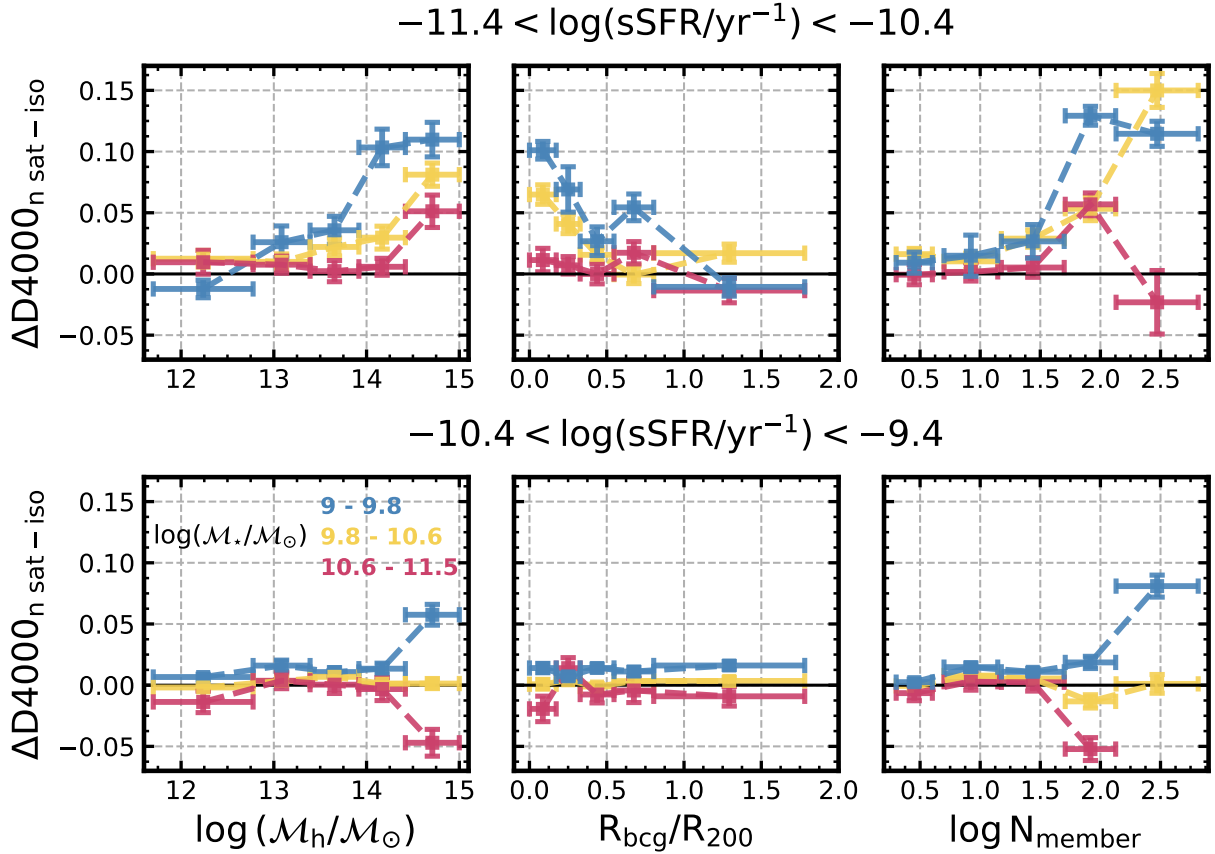 −11.4 < log(sSFR/yr⁻¹) < −10.4
ΔD4000ₙ sat − iso
0.15
0.10
0.05
0.00
−0.05
12 13 14 15
0.0 0.5 1.0 1.5 2.0
0.5 1.0 1.5 2.0 2.5
−10.4 < log(sSFR/yr⁻¹) < −9.4
ΔD4000ₙ sat − iso
0.15
0.10
0.05
0.00
−0.05
9 - 9.8
log(ℳ⋆/ℳ⊙) 9.8 - 10.6
10.6 - 11.5
12 13 14 15
0.0 0.5 1.0 1.5 2.0
0.5 1.0 1.5 2.0 2.5
log (ℳₕ/ℳ⊙)
R_bcg/R₂₀₀
log N_member